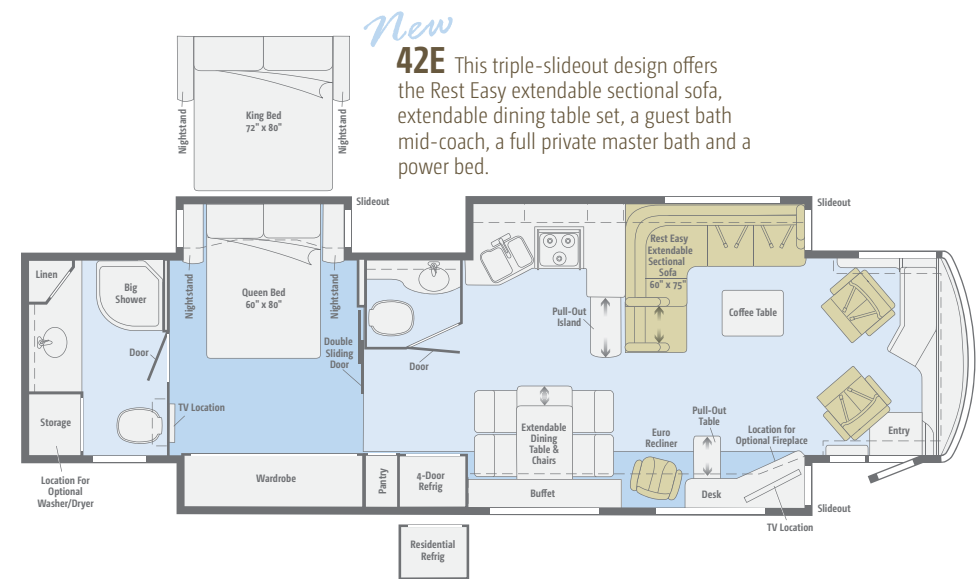 New
42E This triple-slideout design offers
the Rest Easy extendable sectional sofa,
extendable dining table set, a guest bath
mid-coach, a full private master bath and a
power bed.
Nightstand
King Bed
72" x 80"
Nightstand
Slideout
Slideout
Linen
Big
Shower
Nightstand
Queen Bed
60" x 80"
Nightstand
Rest Easy
Extendable
Sectional
Sofa
60" x 75"
Pull-Out
Island
Coffee Table
Door
Double
Sliding
Door
Door
TV Location
Storage
Extendable
Dining
Table &
Chairs
Euro
Recliner
Pull-Out
Table
Location for
Optional Fireplace
Entry
Location For
Optional
Washer/Dryer
Wardrobe
Pantry
4-Door
Refrig
Buffet
Desk
Slideout
TV Location
Residential
Refrig